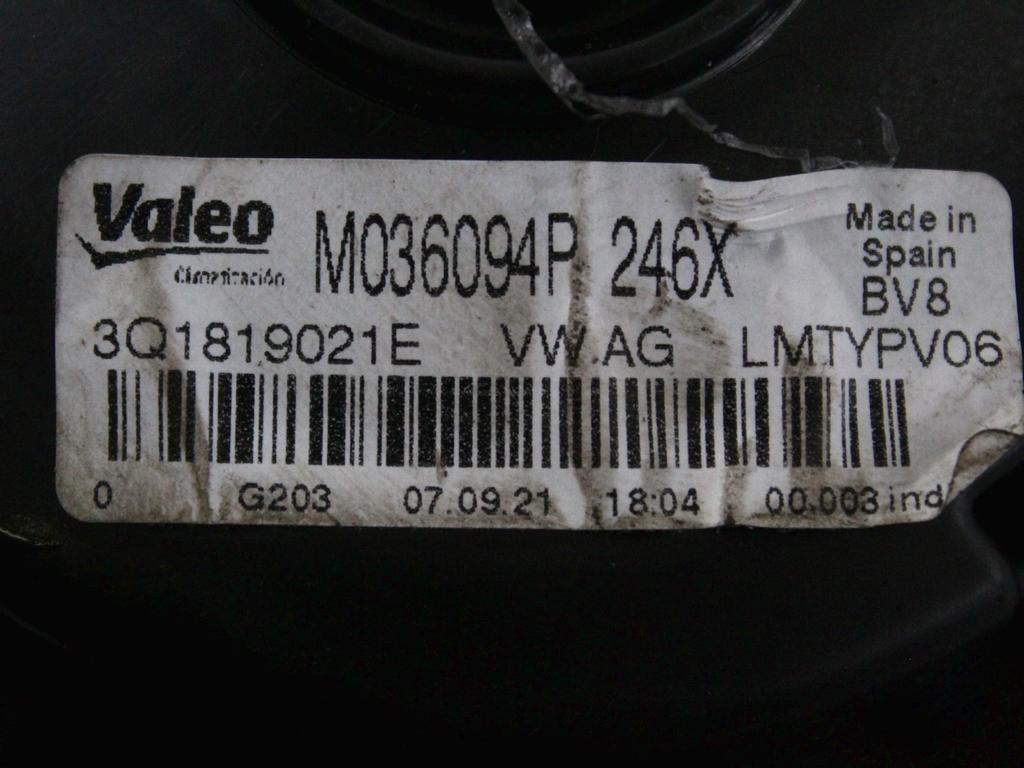 Valeo
Climatización
M036094P 246X
Made in
Spain
BV8
3Q1819021E VW.AG LMTYPV06
0 G203 07.09.21 18:04 00.003 ind